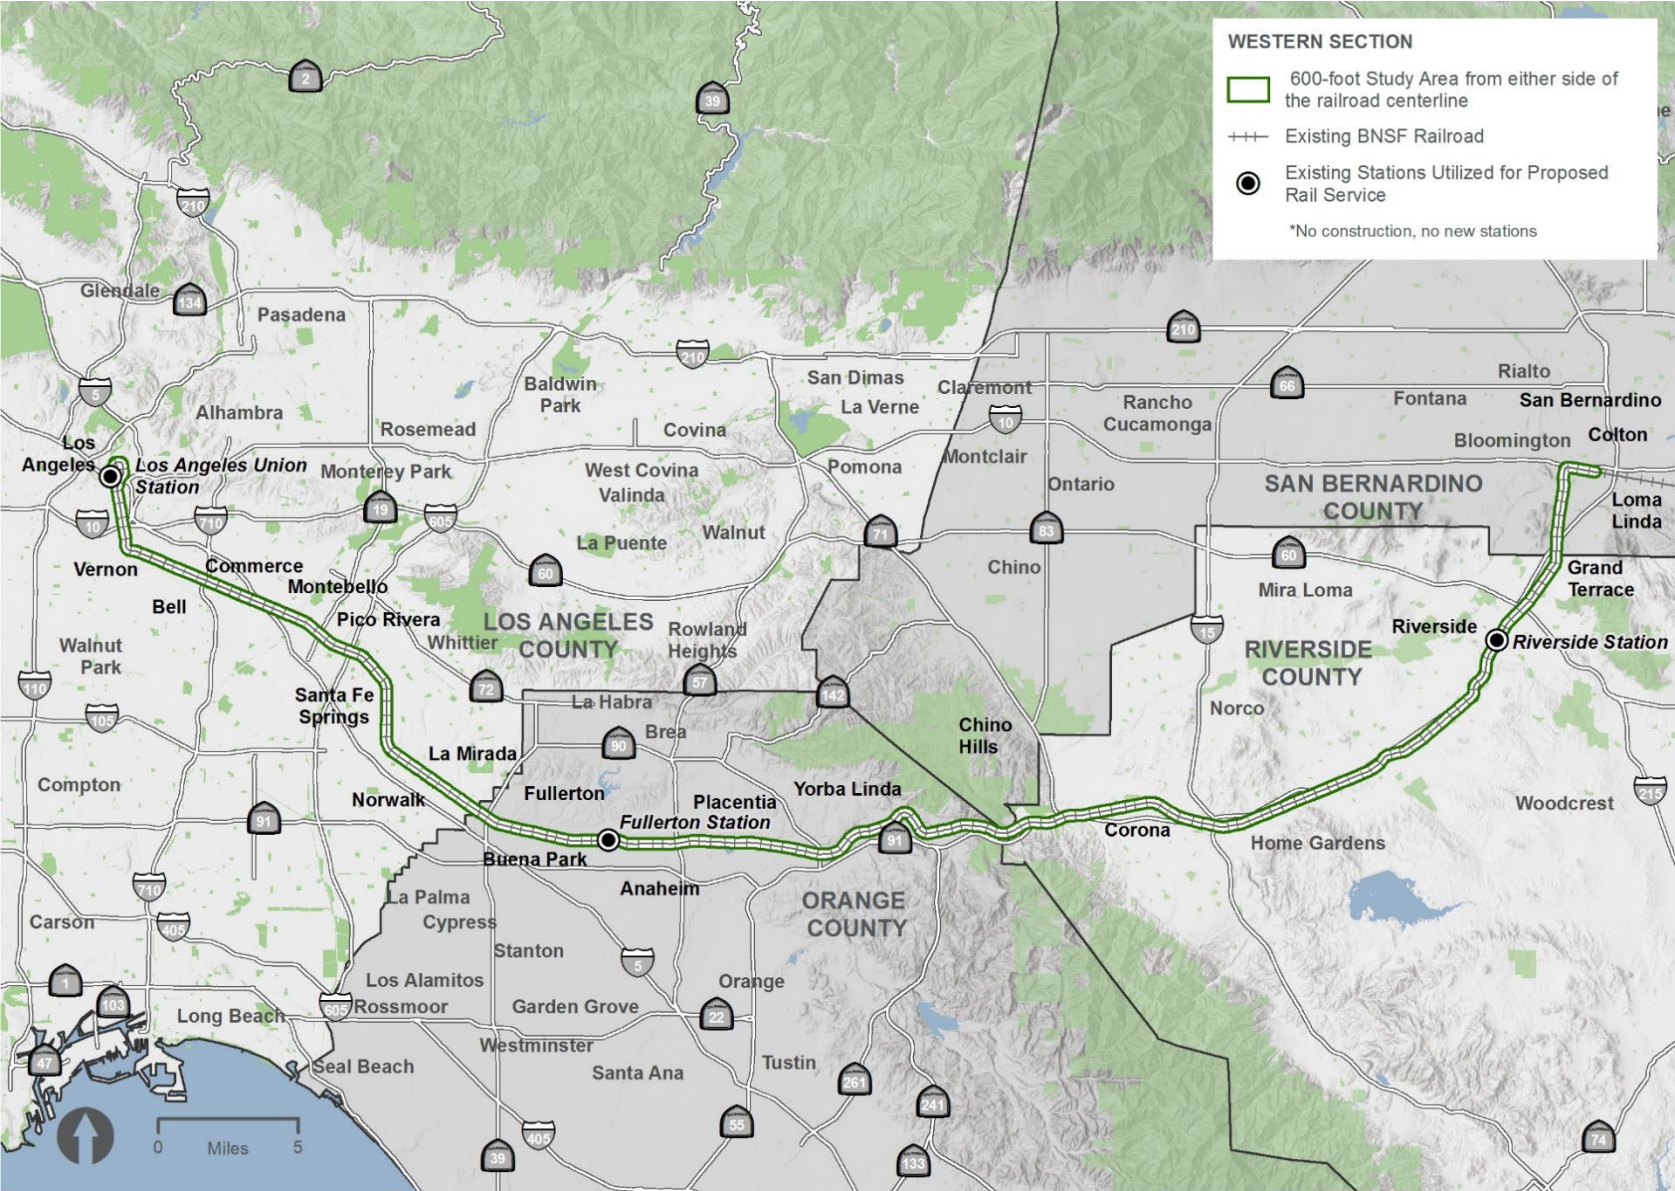 WESTERN SECTION
600-foot Study Area from either side of
the railroad centerline
Existing BNSF Railroad
Existing Stations Utilized for Proposed
Rail Service
*No construction, no new stations
2
39
210
Glendale
134
Pasadena
210
210
5
Baldwin
Park
San Dimas
Claremont
La Verne
66
Rialto
Fontana
San Bernardino
Rancho
Cucamonga
10
Alhambra
Rosemead
Covina
Bloomington
Colton
Los
Angeles
Los Angeles Union
Station
Monterey Park
West Covina
Valinda
Pomona
Montclair
Ontario
SAN BERNARDINO
COUNTY
Loma
Linda
10
710
19
605
La Puente
Walnut
71
83
60
Vernon
Commerce
60
Chino
Grand
Terrace
Mira Loma
Montebello
Bell
Pico Rivera
LOS ANGELES
COUNTY
Rowland
Heights
15
Riverside
Riverside Station
Whittier
Walnut
Park
RIVERSIDE
COUNTY
110
72
57
142
Santa Fe
Springs
La Habra
105
Norco
Brea
90
Chino
Hills
La Mirada
Compton
Fullerton
Yorba Linda
215
Norwalk
Placentia
Woodcrest
91
Fullerton Station
91
Corona
Home Gardens
Buena Park
710
Anaheim
La Palma
Cypress
ORANGE
COUNTY
Carson
405
Stanton
5
Los Alamitos
Orange
1
103
605
Rossmoor
Long Beach
Garden Grove
22
47
Westminster
Seal Beach
Santa Ana
Tustin
261
241
0 Miles 5
39
405
55
133
74